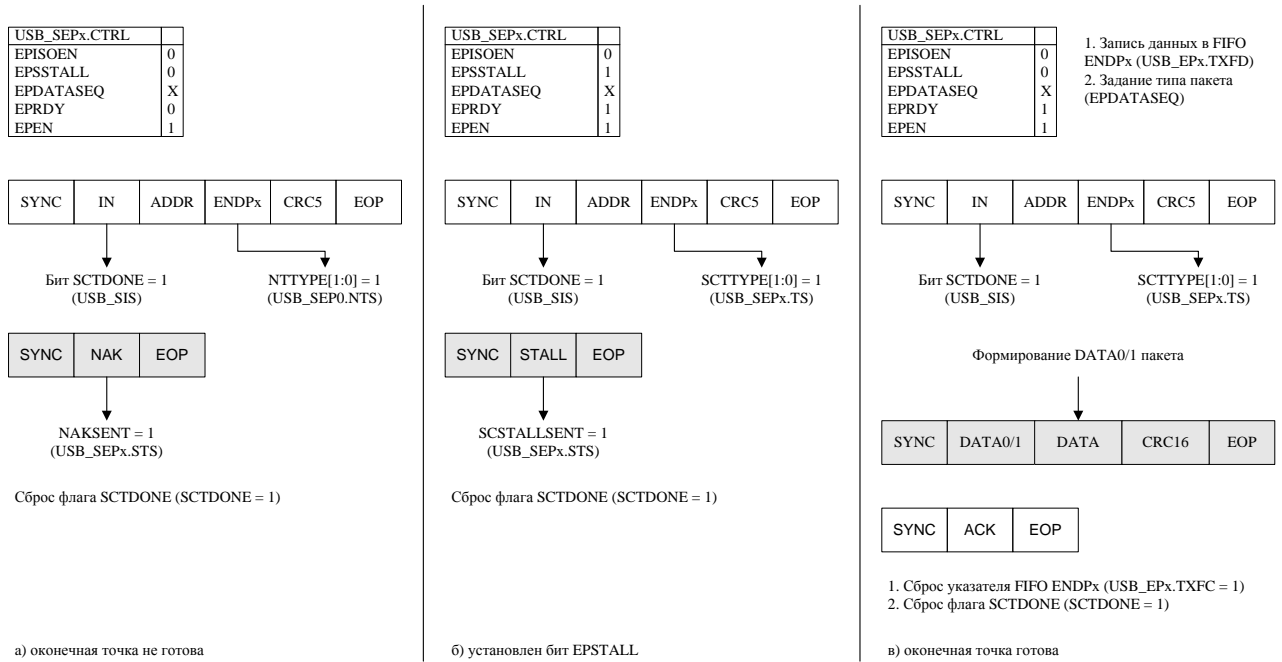 USB_SEPx.CTRL
EPISOEN 0
EPSSTALL 0
EPDATASEQ X
EPRDY 0
EPEN 1
SYNC IN ADDR ENDPx CRC5 EOP
Бит SCTDONE = 1
(USB_SIS)
NTTYPE[1:0] = 1
(USB_SEP0.NTS)
SYNC NAK EOP
NAKSENT = 1
(USB_SEPx.STS)
Сброс флага SCTDONE (SCTDONE = 1)
а) оконечная точка не готова
USB_SEPx.CTRL
EPISOEN 0
EPSSTALL 1
EPDATASEQ X
EPRDY 1
EPEN 1
SYNC IN ADDR ENDPx CRC5 EOP
Бит SCTDONE = 1
(USB_SIS)
SCTTYPE[1:0] = 1
(USB_SEPx.TS)
SYNC STALL EOP
SCSTALLSENT = 1
(USB_SEPx.STS)
Сброс флага SCTDONE (SCTDONE = 1)
б) установлен бит EPSTALL
USB_SEPx.CTRL
EPISOEN 0
EPSSTALL 0
EPDATASEQ X
EPRDY 1
EPEN 1
1. Запись данных в FIFO
ENDPx (USB_EPx.TXFD)
2. Задание типа пакета
(EPDATASEQ)
SYNC IN ADDR ENDPx CRC5 EOP
Бит SCTDONE = 1
(USB_SIS)
SCTTYPE[1:0] = 1
(USB_SEPx.TS)
Формирование DATA0/1 пакета
SYNC DATA0/1 DATA CRC16 EOP
SYNC ACK EOP
1. Сброс указателя FIFO ENDPx (USB_EPx.TXFC = 1)
2. Сброс флага SCTDONE (SCTDONE = 1)
в) оконечная точка готова